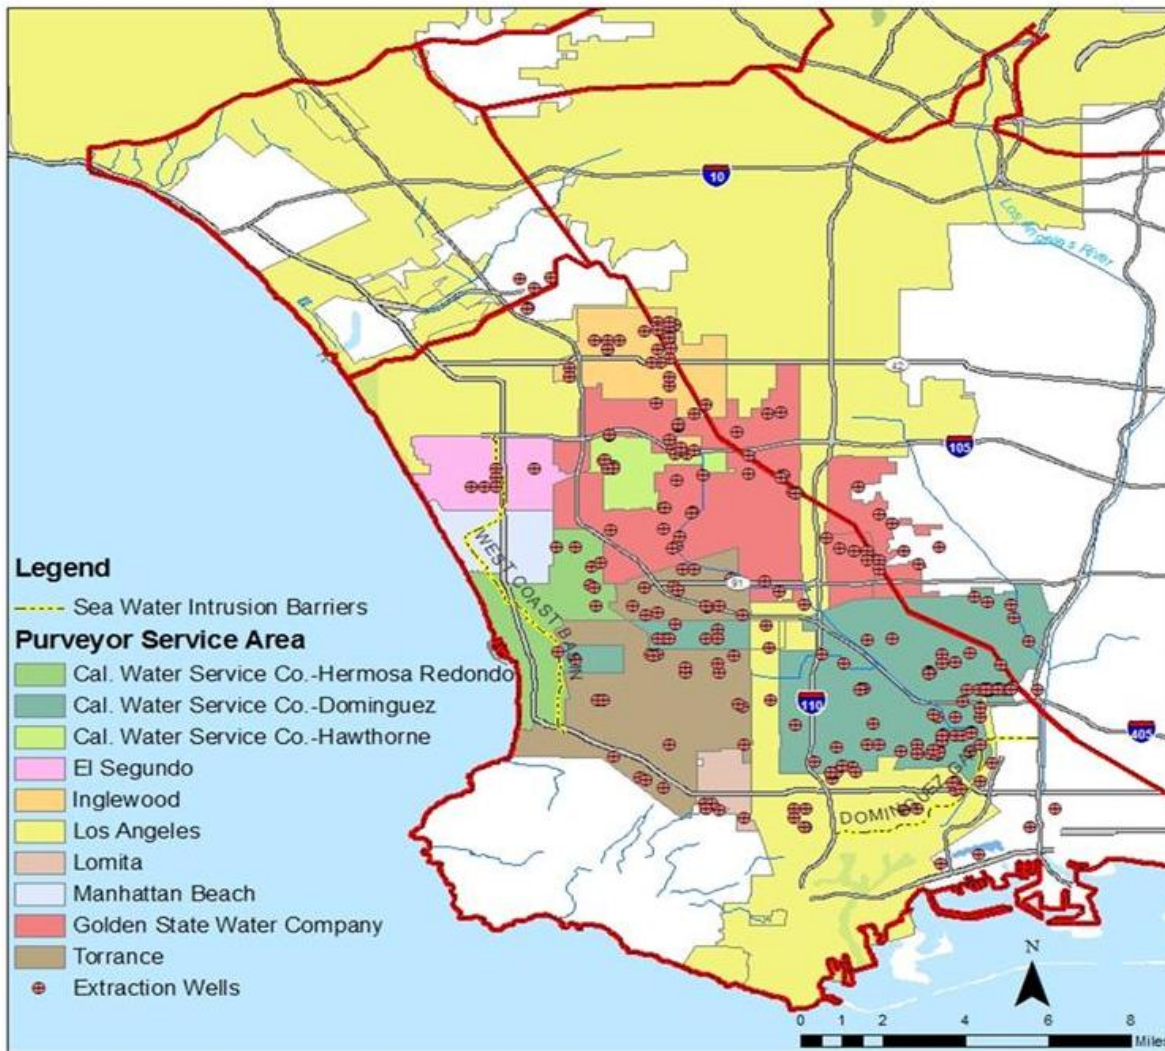 10
Los Angeles River
42
105
WEST COAST BASIN
91
110
405
DOMINGUEZ GAP
Legend
Sea Water Intrusion Barriers
Purveyor Service Area
Cal. Water Service Co.-Hermosa Redondo
Cal. Water Service Co.-Dominguez
Cal. Water Service Co.-Hawthorne
El Segundo
Inglewood
Los Angeles
Lomita
Manhattan Beach
Golden State Water Company
Torrance
Extraction Wells
N
0 1 2 4 6 8
Miles